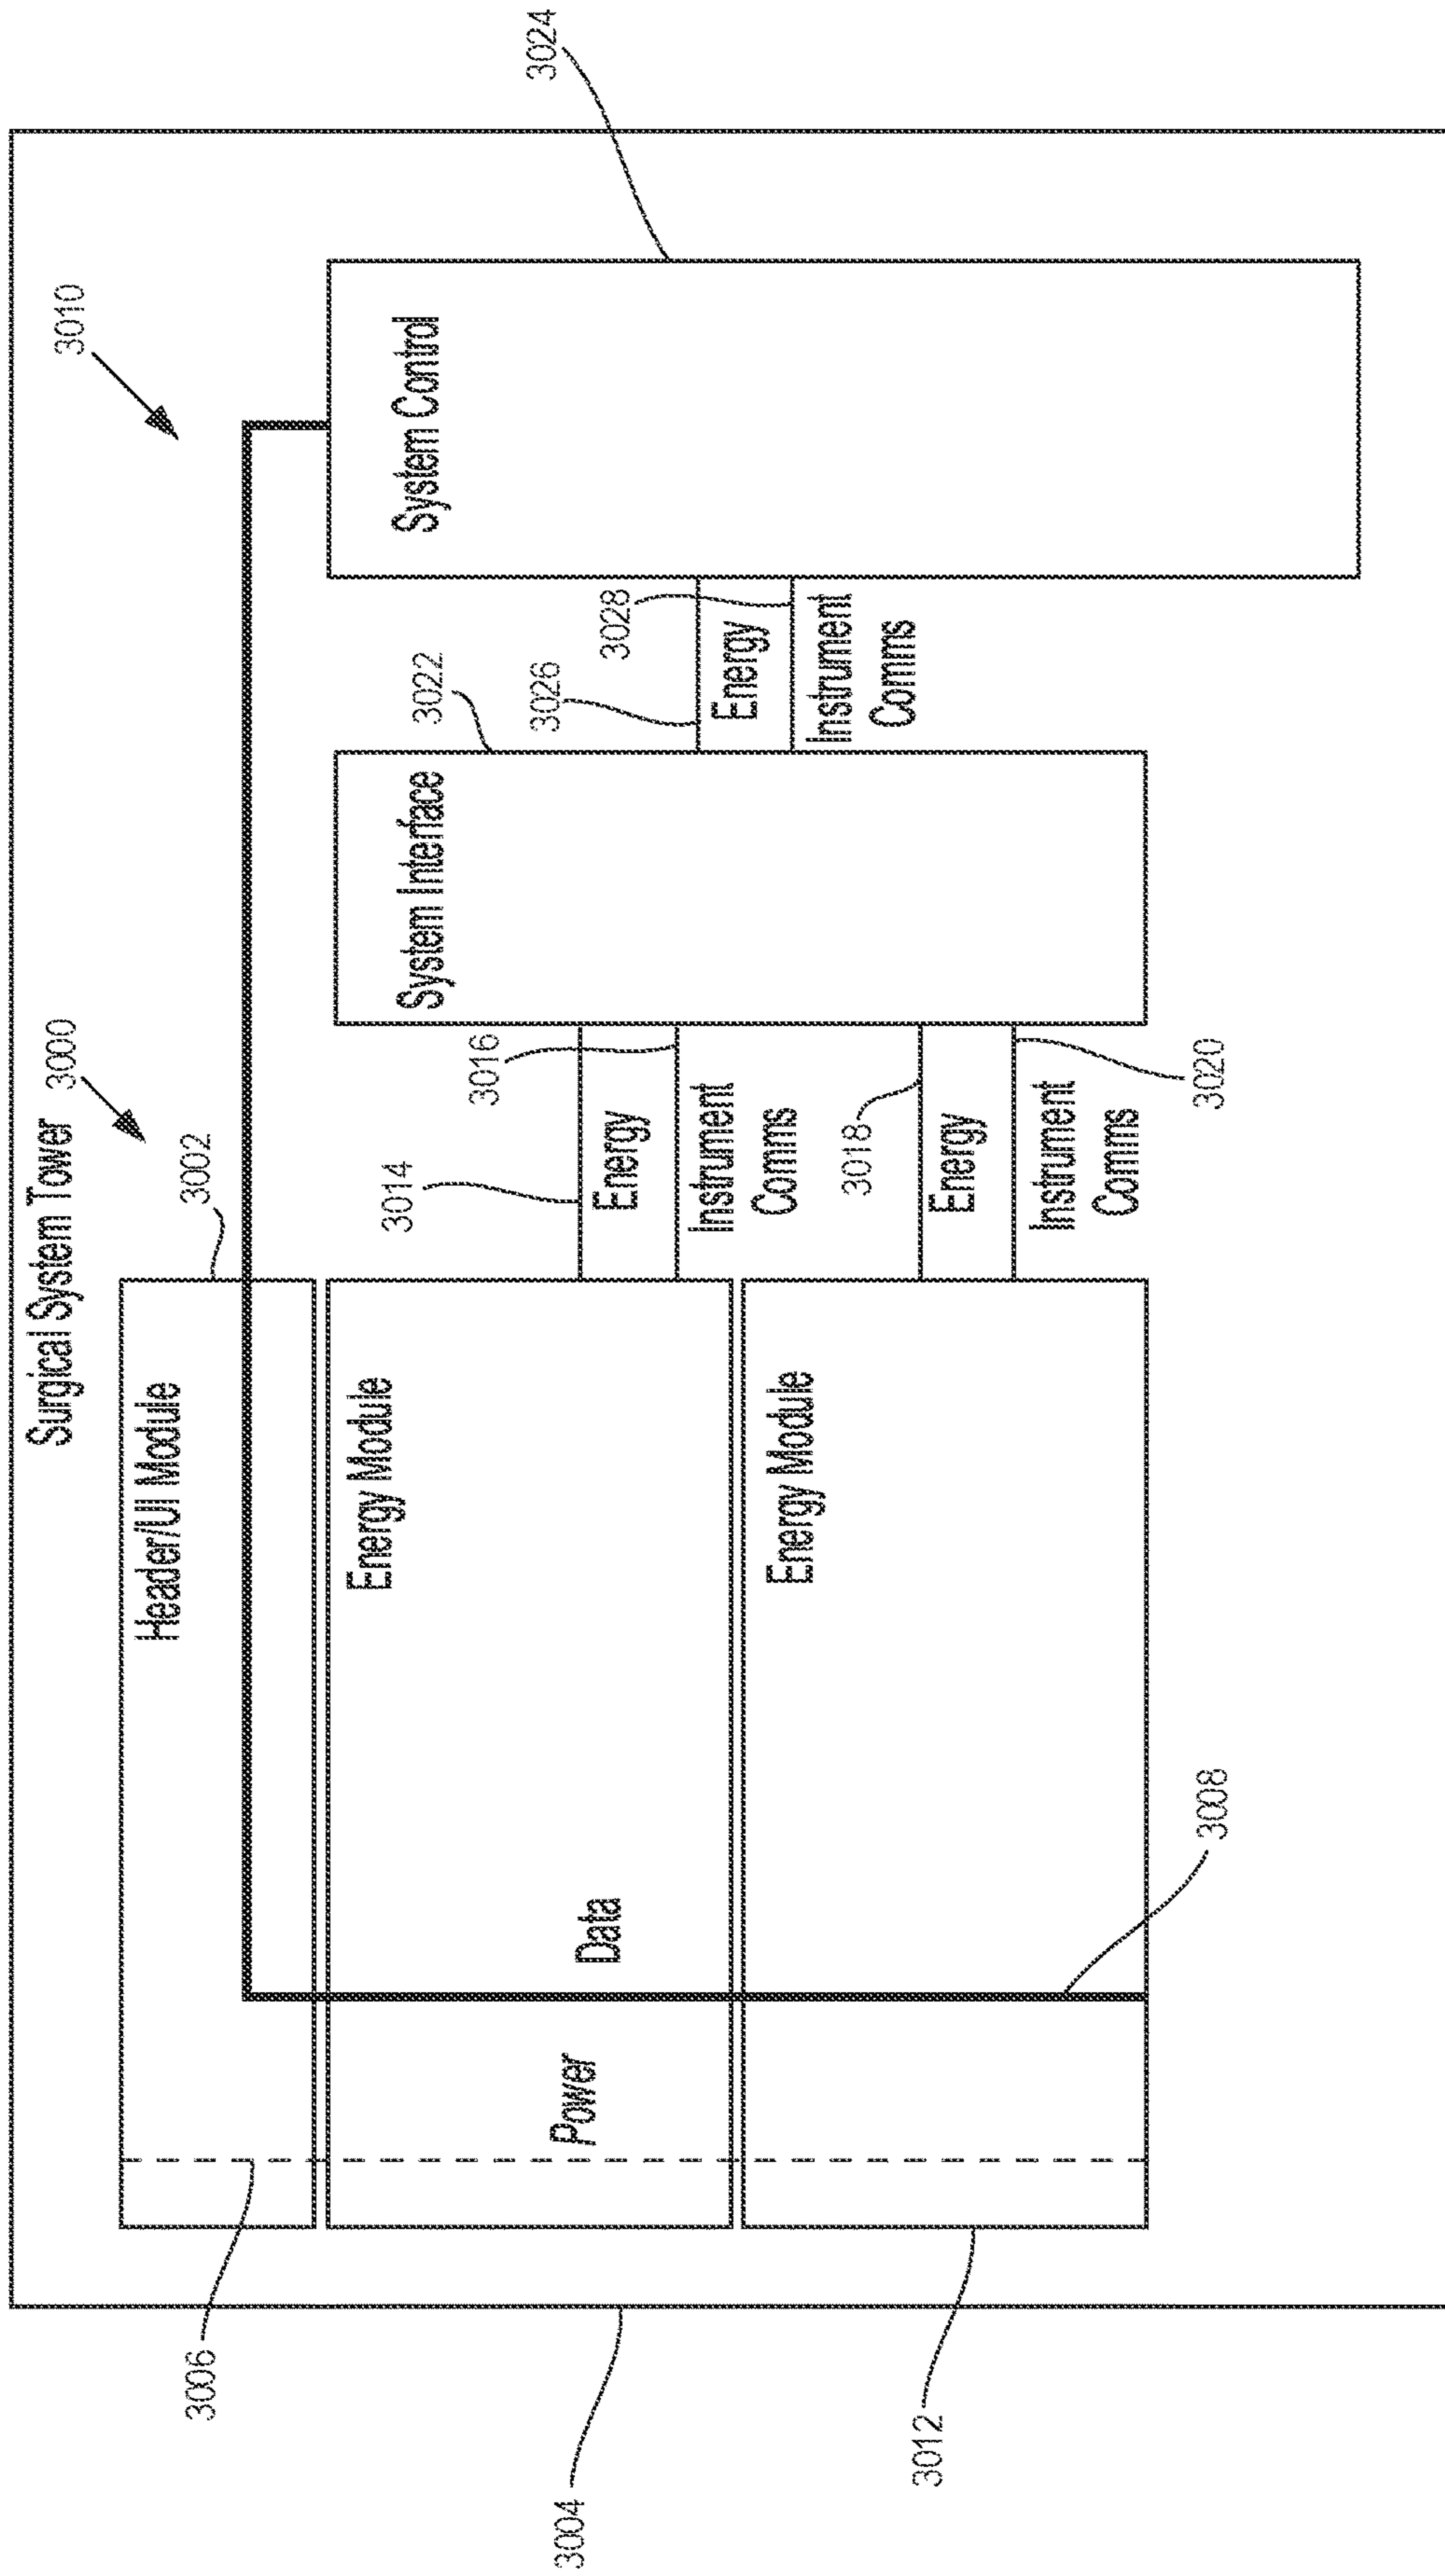 Surgical System Tower
3000
3010
3002
Header/UI Module
3006
Energy Module
Power
Data
3004
3014
Energy
3016
Instrument
Comms
Energy Module
3012
3008
3018
Energy
Instrument
Comms
3020
System Interface
3022
3026
Energy
3028
Instrument
Comms
System Control
3024